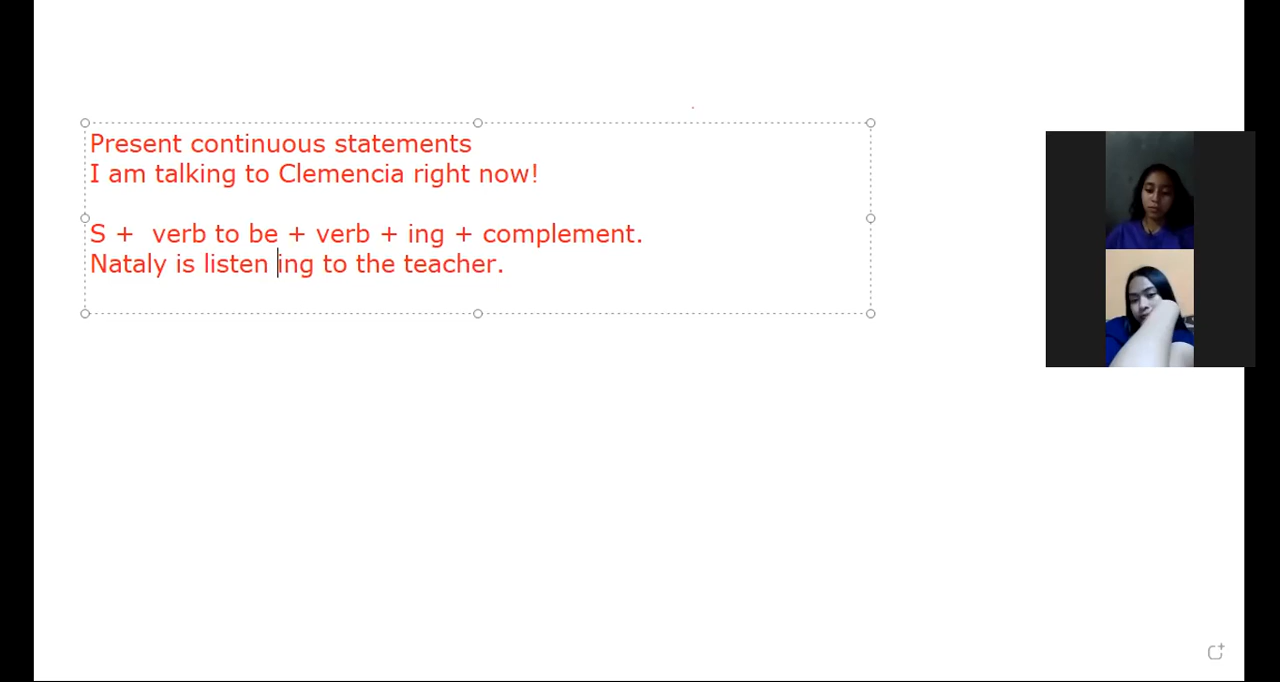 Present continuous statements
I am talking to Clemencia right now!
S +  verb to be + verb + ing + complement.
Nataly is listen ing to the teacher.